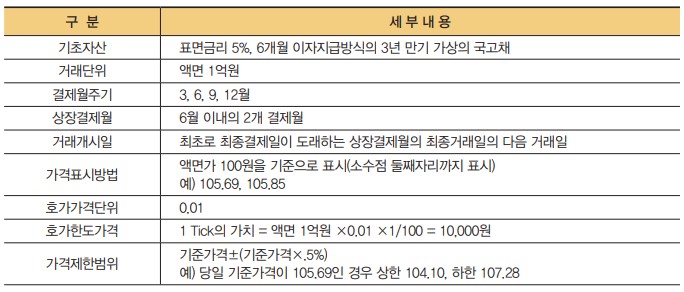 구 분 세 부 내 용
기초자산 표면금리 5%, 6개월 이자지급방식의 3년 만기 가상의 국고채
거래단위 액면 1억원
결제월주기 3, 6, 9, 12월
상장결제월 6월 이내의 2개 결제월
거래개시일 최초로 최종결제일이 도래하는 상장결제월의 최종거래일의 다음 거래일
가격표시방법 액면가 100원을 기준으로 표시(소수점 둘째자리까지 표시)
예) 105.69, 105.85
호가가격단위 0.01
호가한도가격 1 Tick의 가치 = 액면 1억원 ×0.01 ×1/100 = 10,000원
가격제한범위 기준가격±(기준가격×.5%)
예) 당일 기준가격이 105.69인 경우 상한 104.10, 하한 107.28